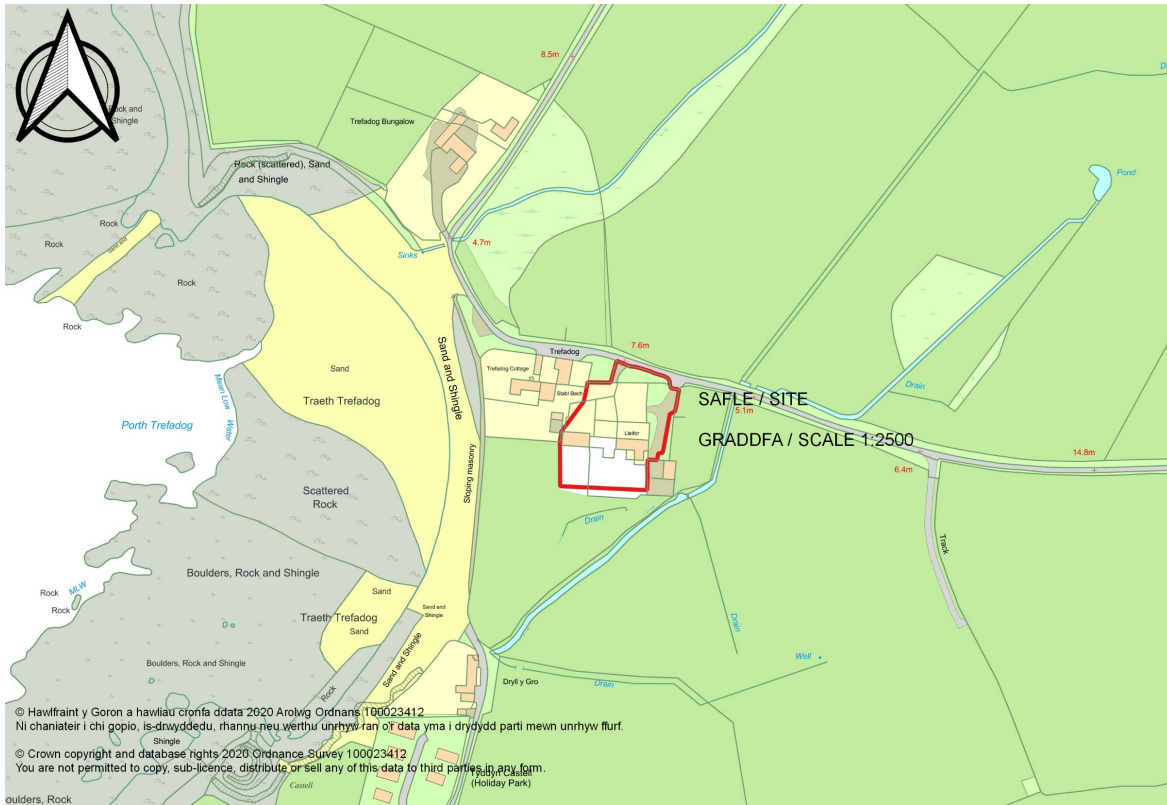 8.5m
Rock and
Shingle
Trefadog Bungalow
Rock (scattered), Sand
and Shingle
Pond
Rock
Sand and
Rock
4.7m
Sinks
Rock
Rock
7.6m
Sand and Shingle
Trefadog
Sand
Trefadog Cottage
Mean Low Water
Stabl Bach
Drain
SAFLE / SITE
Traeth Trefadog
5.1m
Porth Trefadog
Lleifor
GRADDFA / SCALE 1:2500
14.8m
6.4m
Sloping masonry
Scattered
Rock
Drain
Track
Boulders, Rock and Shingle
MLW
Rock
Rock
Sand
Sand and
Shingle
Traeth Trefadog
Sand
Drain
Sand and Shingle
Well
Boulders, Rock and Shingle
Rock
Dryll y Gro
Drain
© Hawlfraint y Goron a hawliau cronfa ddata 2020 Arolwg Ordnans 100023412
Ni chaniateir i chi gopio, is-drwyddedu, rhannu neu werthu unrhyw ran o'i data yma i drydydd parti mewn unrhyw ffurf.
Shingle
© Crown copyright and database rights 2020 Ordnance Survey 100023412
You are not permitted to copy, sub-licence, distribute or sell any of this data to third parties in any form.
Tyddyn Castell
(Holiday Park)
Castell
oulders, Rock